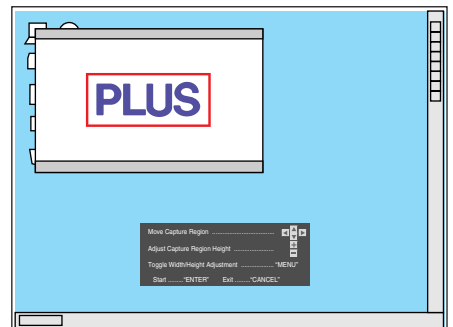 PLUS
Move Capture Region ................................
Adjust Capture Region Height ....................
Toggle Width/Height Adjustment .................. "MENU"
Start ........"ENTER" Exit ........."CANCEL"